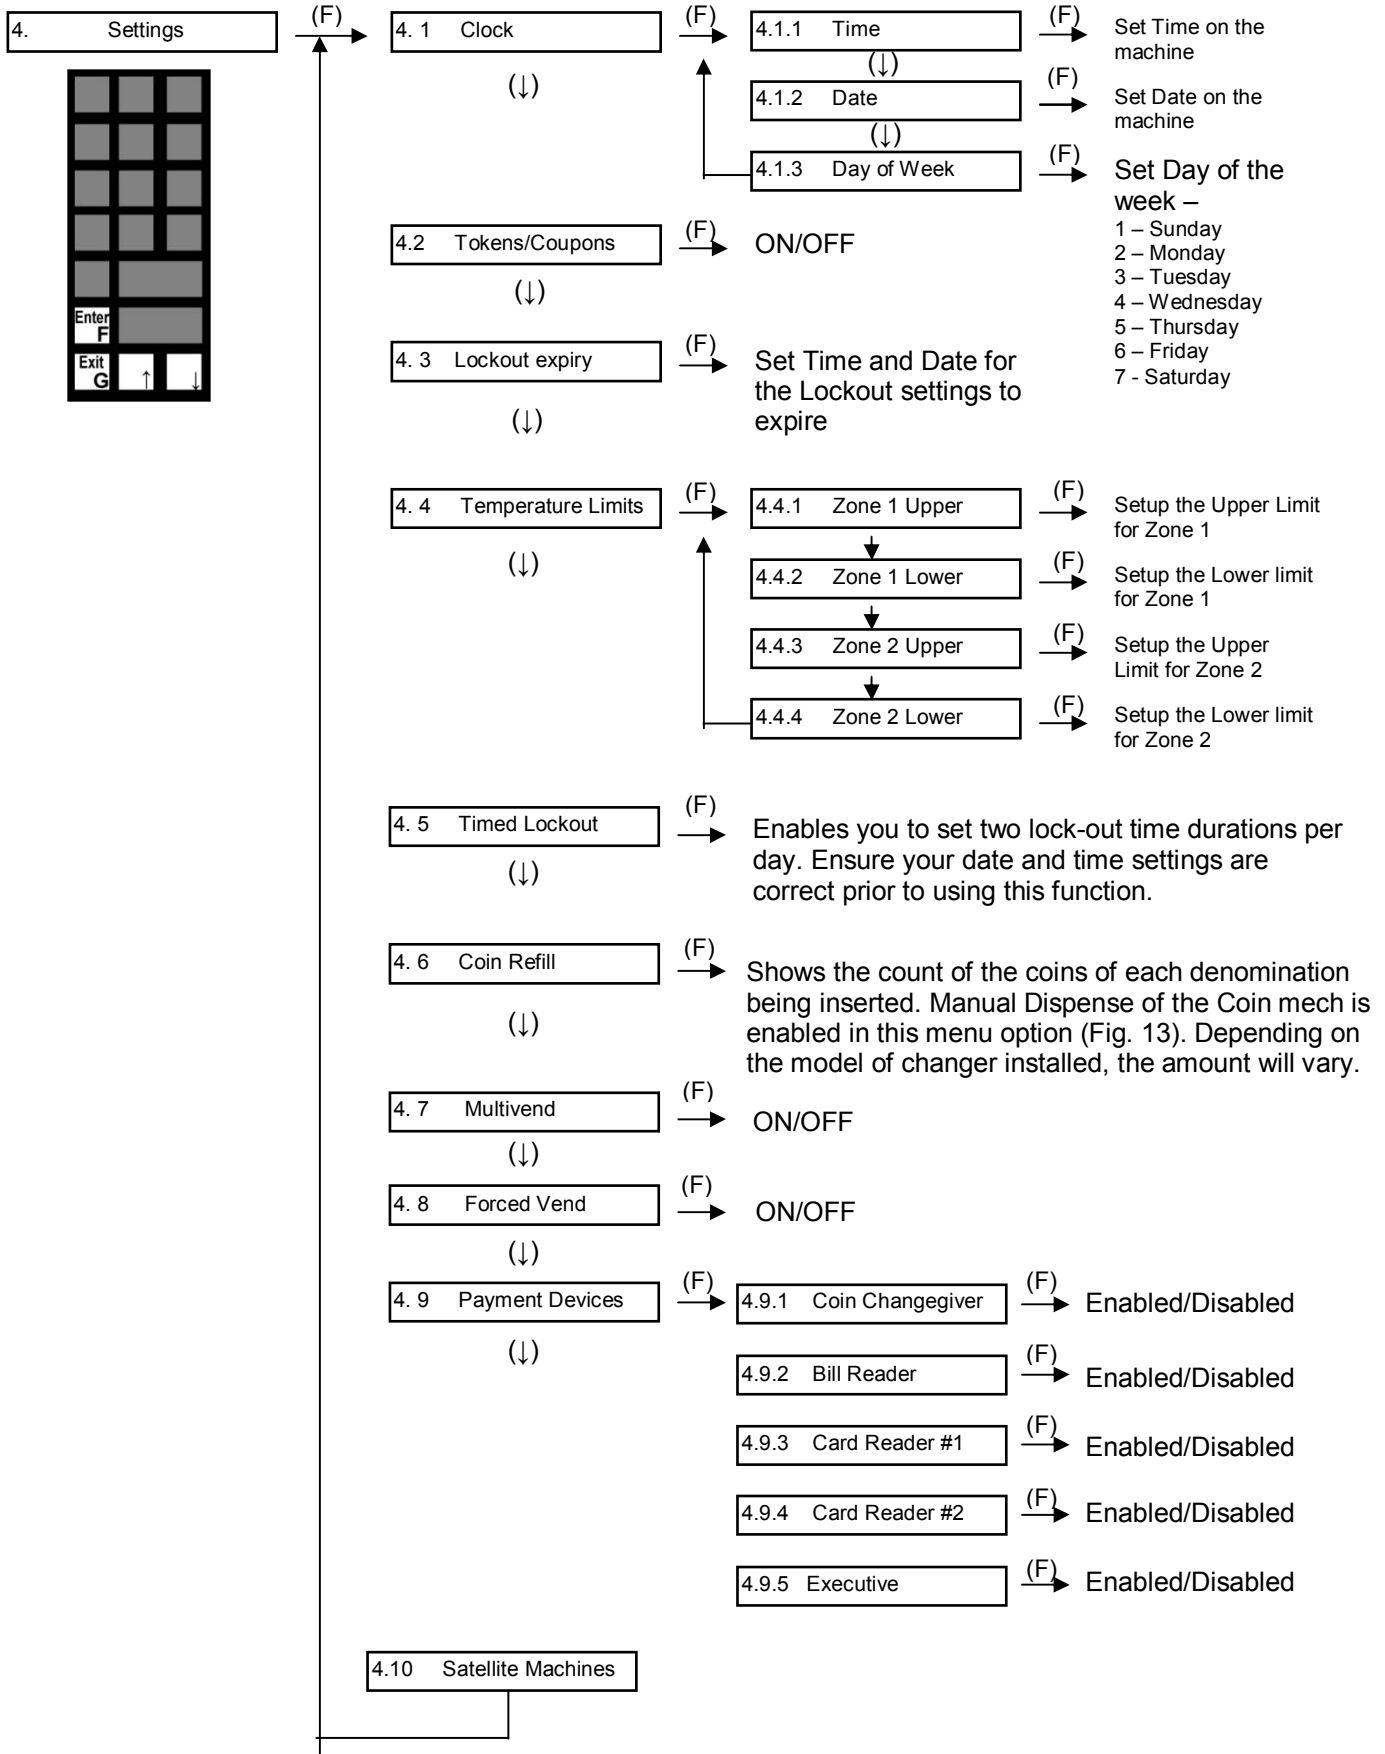 4. Settings
(F)
4. 1 Clock
(F)
4.1.1 Time
(F)
Set Time on the
machine
(↓)
(↓)
4.1.2 Date
(F)
Set Date on the
machine
(↓)
4.1.3 Day of Week
(F)
Set Day of the
week –
1 – Sunday
2 – Monday
3 – Tuesday
4 – Wednesday
5 – Thursday
6 – Friday
7 - Saturday
Enter
F
Exit
G
↑
↓
4.2 Tokens/Coupons
(F)
ON/OFF
(↓)
4. 3 Lockout expiry
(F)
Set Time and Date for
the Lockout settings to
expire
(↓)
4. 4 Temperature Limits
(F)
4.4.1 Zone 1 Upper
(F)
Setup the Upper Limit
for Zone 1
(↓)
4.4.2 Zone 1 Lower
(F)
Setup the Lower limit
for Zone 1
4.4.3 Zone 2 Upper
(F)
Setup the Upper
Limit for Zone 2
4.4.4 Zone 2 Lower
(F)
Setup the Lower limit
for Zone 2
4. 5 Timed Lockout
(F)
Enables you to set two lock-out time durations per
day. Ensure your date and time settings are
correct prior to using this function.
(↓)
4. 6 Coin Refill
(F)
Shows the count of the coins of each denomination
being inserted. Manual Dispense of the Coin mech is
enabled in this menu option (Fig. 13). Depending on
the model of changer installed, the amount will vary.
(↓)
4. 7 Multivend
(F)
ON/OFF
(↓)
4. 8 Forced Vend
(F)
ON/OFF
(↓)
4. 9 Payment Devices
(F)
4.9.1 Coin Changegiver
(F)
Enabled/Disabled
(↓)
4.9.2 Bill Reader
(F)
Enabled/Disabled
4.9.3 Card Reader #1
(F)
Enabled/Disabled
4.9.4 Card Reader #2
(F)
Enabled/Disabled
4.9.5 Executive
(F)
Enabled/Disabled
4.10 Satellite Machines